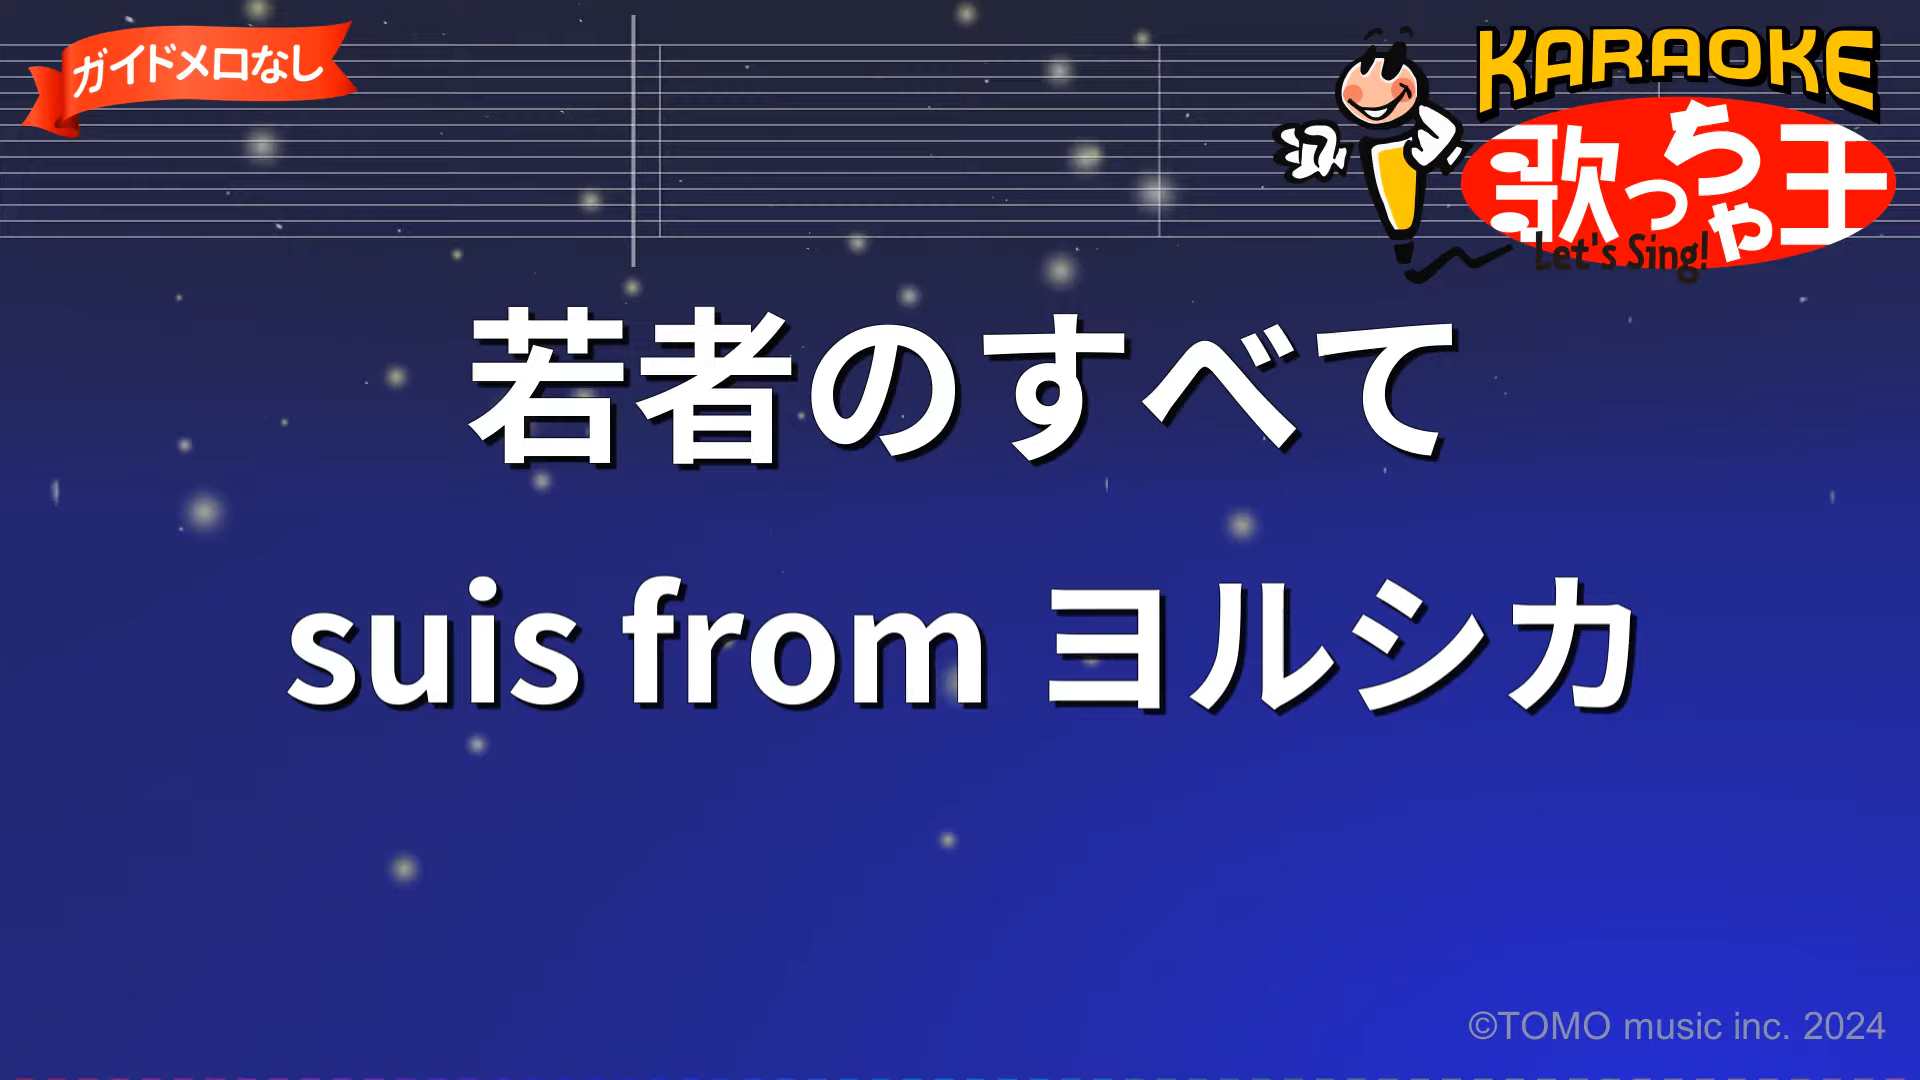 ガイドメロなし
KARAOKE
歌っちゃ王
Let's Sing!
若者のすべて
suis from ヨルシカ
©TOMO music inc. 2024